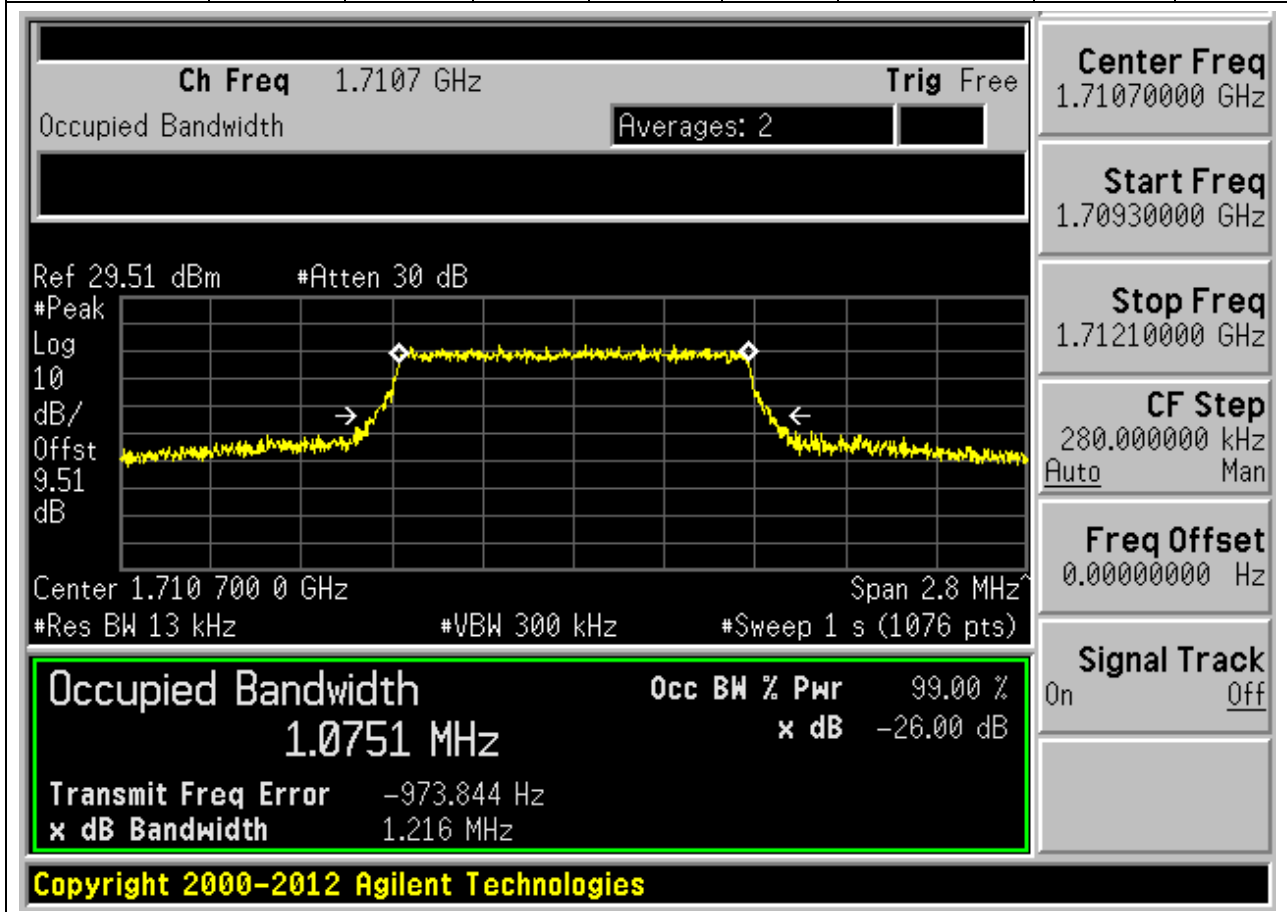 Ch Freq 1.7107 GHz Trig Free
Occupied Bandwidth Averages: 2
Ref 29.51 dBm #Atten 30 dB
#Peak
Log
10
dB/
Offst
9.51
dB
Center 1.710 700 0 GHz Span 2.8 MHz^
#Res BW 13 kHz #VBW 300 kHz #Sweep 1 s (1076 pts)
Occupied Bandwidth Occ BW % Pwr 99.00 %
1.0751 MHz x dB -26.00 dB
Transmit Freq Error -973.844 Hz
x dB Bandwidth 1.216 MHz
Copyright 2000-2012 Agilent Technologies
Center Freq
1.71070000 GHz
Start Freq
1.70930000 GHz
Stop Freq
1.71210000 GHz
CF Step
280.000000 kHz
Auto Man
Freq Offset
0.00000000 Hz
Signal Track
On Off